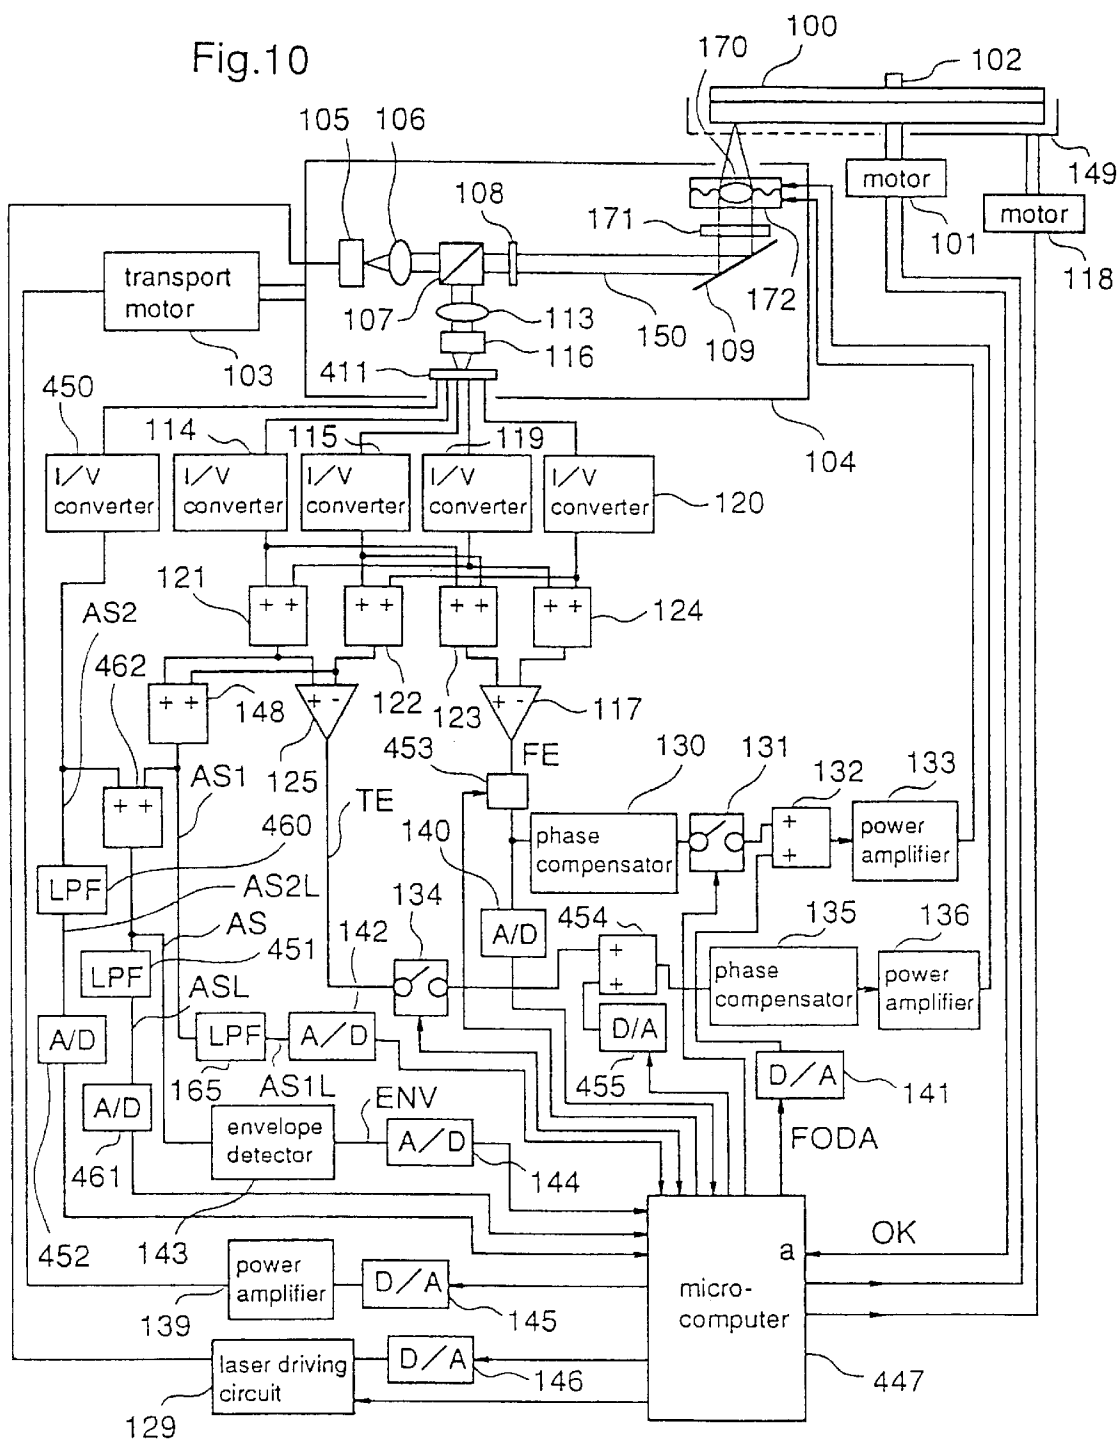 Fig.10
100
170
102
105
106
149
108
motor
171
motor
101
118
transport
motor
172
107
113
150
109
116
103
411
450
114
115
119
104
I/V
converter
I/V
converter
I/V
converter
I/V
converter
I/V
converter
120
121
+ +
+ +
+ +
+ +
124
AS2
462
122
123
+ +
148
+ -
+ -
117
125
453
FE
130
131
132
133
AS1
TE
+ +
460
140
phase
compensator
+
+
power
amplifier
LPF
AS2L
134
454
AS
142
A/D
135
136
451
LPF
+
+
phase
compensator
power
amplifier
ASL
A/D
LPF
A/D
D/A
165
AS1L
455
D/A
141
A/D
ENV
FODA
envelope
detector
A/D
461
144
452
143
OK
a
power
amplifier
D/A
micro-
computer
139
145
laser driving
circuit
D/A
146
447
129